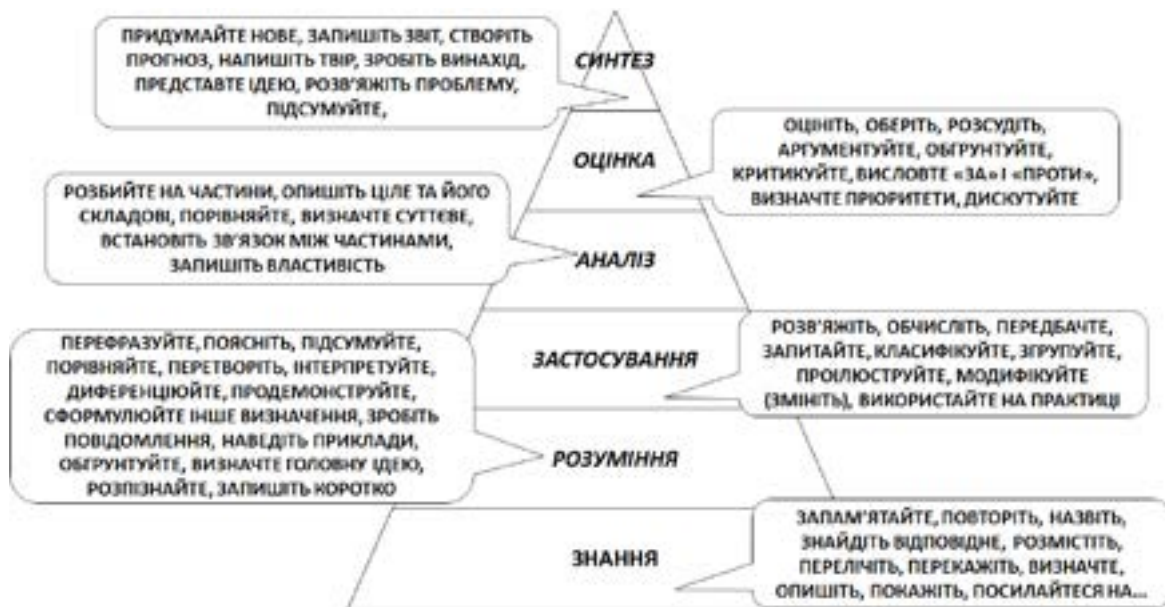 ПРИДУМАЙТЕ НОВЕ, ЗАПИШІТЬ ЗВІТ, СТВОРІТЬ
ПРОГНОЗ, НАПИШІТЬ ТВІР, ЗРОБІТЬ ВИНАХІД,
ПРЕДСТАВТЕ ІДЕЮ, РОЗВ'ЯЖІТЬ ПРОБЛЕМУ,
ПІДСУМУЙТЕ,
СИНТЕЗ
ОЦІНКА
ОЦІНІТЬ, ОБЕРІТЬ, РОЗСУДІТЬ,
АРГУМЕНТУЙТЕ, ОБГРУНТУЙТЕ,
КРИТИКУЙТЕ, ВИСЛОВТЕ «ЗА» І «ПРОТИ»,
ВИЗНАЧТЕ ПРІОРИТЕТИ, ДИСКУТУЙТЕ
РОЗБИЙТЕ НА ЧАСТИНИ, ОПИШІТЬ ЦІЛЕ ТА ЙОГО
СКЛАДОВІ, ПОРІВНЯЙТЕ, ВИЗНАЧТЕ СУТТЄВЕ,
ВСТАНОВІТЬ ЗВ'ЯЗОК МІЖ ЧАСТИНАМИ,
ЗАПИШІТЬ ВЛАСТИВІСТЬ
АНАЛІЗ
ЗАСТОСУВАННЯ
РОЗВ'ЯЖІТЬ, ОБЧИСЛІТЬ, ПЕРЕДБАЧТЕ,
ЗАПИТАЙТЕ, КЛАСИФІКУЙТЕ, ЗГРУПУЙТЕ,
ПРОІЛЮСТРУЙТЕ, МОДИФІКУЙТЕ
(ЗМІНІТЬ), ВИКОРИСТАЙТЕ НА ПРАКТИЦІ
ПЕРЕФРАЗУЙТЕ, ПОЯСНІТЬ, ПІДСУМУЙТЕ,
ПОРІВНЯЙТЕ, ПЕРЕТВОРІТЬ, ІНТЕРПРЕТУЙТЕ,
ДИФЕРЕНЦІЮЙТЕ, ПРОДЕМОНСТРУЙТЕ,
СФОРМУЛЮЙТЕ ІНШЕ ВИЗНАЧЕННЯ, ЗРОБІТЬ
ПОВІДОМЛЕННЯ, НАВЕДІТЬ ПРИКЛАДИ,
ОБГРУНТУЙТЕ, ВИЗНАЧТЕ ГОЛОВНУ ІДЕЮ,
РОЗПІЗНАЙТЕ, ЗАПИШІТЬ КОРОТКО
РОЗУМІННЯ
ЗНАННЯ
ЗАПАМ'ЯТАЙТЕ, ПОВТОРІТЬ, НАЗВІТЬ,
ЗНАЙДІТЬ ВІДПОВІДНЕ, РОЗМІСТІТЬ,
ПЕРЕЛІЧІТЬ, ПЕРЕКАЖІТЬ, ВИЗНАЧТЕ,
ОПИШІТЬ, ПОКАЖІТЬ, ПОСИЛАЙТЕСЯ НА...